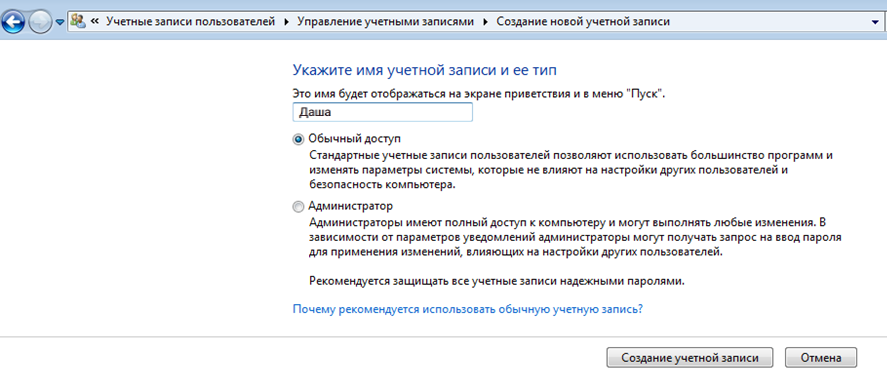 « Учетные записи пользователей ▸ Управление учетными записями ▸ Создание новой учетной записи
Укажите имя учетной записи и ее тип
Это имя будет отображаться на экране приветствия и в меню "Пуск".
Даша
Обычный доступ
Стандартные учетные записи пользователей позволяют использовать большинство программ и
изменять параметры системы, которые не влияют на настройки других пользователей и
безопасность компьютера.
Администратор
Администраторы имеют полный доступ к компьютеру и могут выполнять любые изменения. В
зависимости от параметров уведомлений администраторы могут получать запрос на ввод пароля
для применения изменений, влияющих на настройки других пользователей.
Рекомендуется защищать все учетные записи надежными паролями.
Почему рекомендуется использовать обычную учетную запись?
Создание учетной записи Отмена